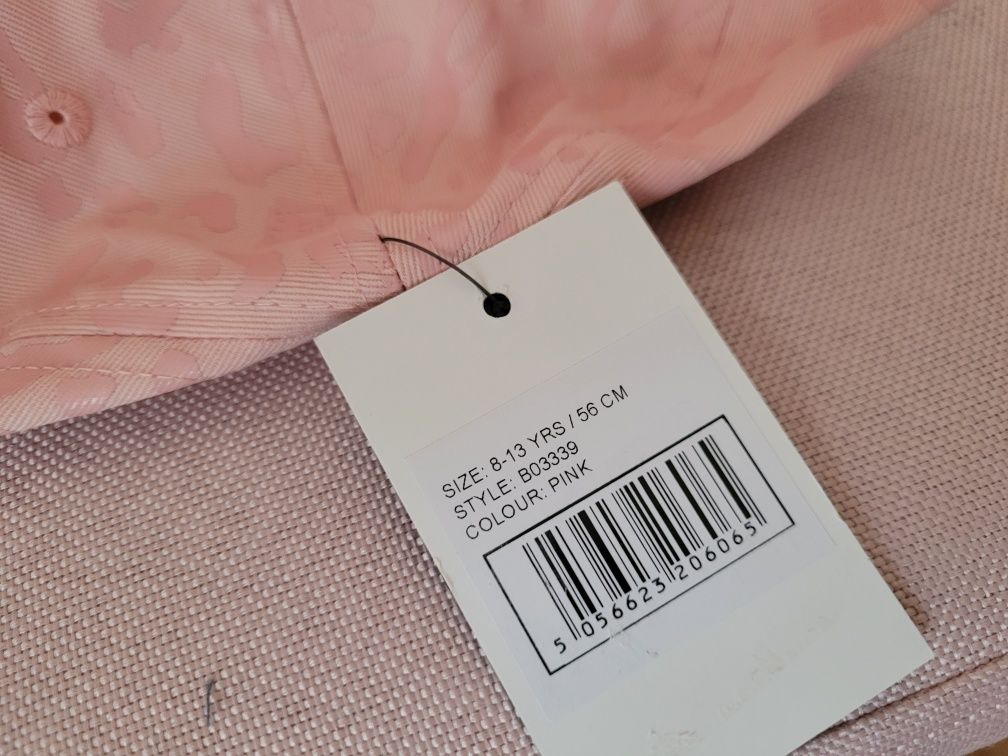 SIZE: 8-13 YRS / 56 CM
STYLE: B03339
COLOUR: PINK
5 056623 206065